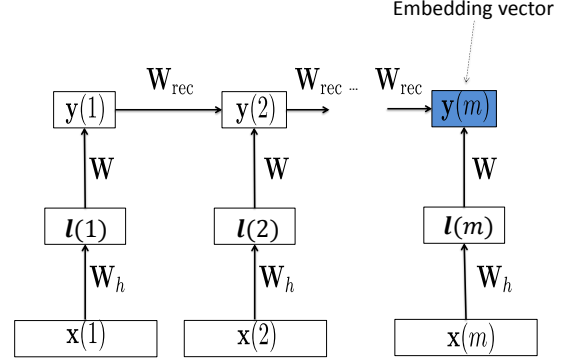 Embedding vector
W_rec W_rec ... W_rec
y(1) y(2) y(m)
W W W
l(1) l(2) l(m)
W_h W_h W_h
x(1) x(2) x(m)